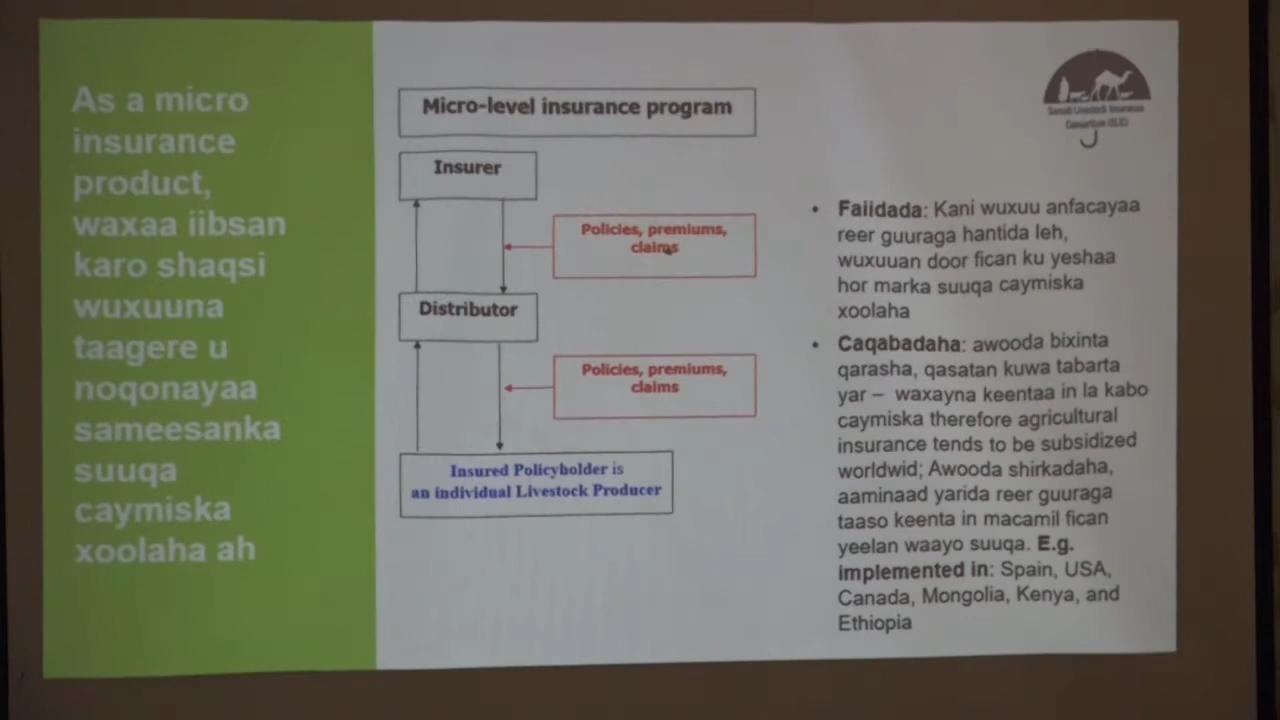 As a micro
insurance
product,
waxaa iibsan
karo shaqsi
wuxuuna
taagere u
noqonayaa
sameesanka
suuqa
caymiska
xoolaha ah
Micro-level insurance program
Insurer
Policies, premiums,
claims
Distributor
Policies, premiums,
claims
Insured Policyholder is
an individual Livestock Producer
Somali Livestock Insurance
Consortium (SLIC)
• Faiidada: Kani wuxuu anfacayaa
reer guuraga hantida leh,
wuxuuan door fican ku yeshaa
hor marka suuqa caymiska
xoolaha
• Caqabadaha: awooda bixinta
qarasha, qasatan kuwa tabarta
yar – waxayna keentaa in la kabo
caymiska therefore agricultural
insurance tends to be subsidized
worldwid; Awooda shirkadaha,
aaminaad yarida reer guuraga
taaso keenta in macamil fican
yeelan waayo suuqa. E.g.
implemented in: Spain, USA,
Canada, Mongolia, Kenya, and
Ethiopia